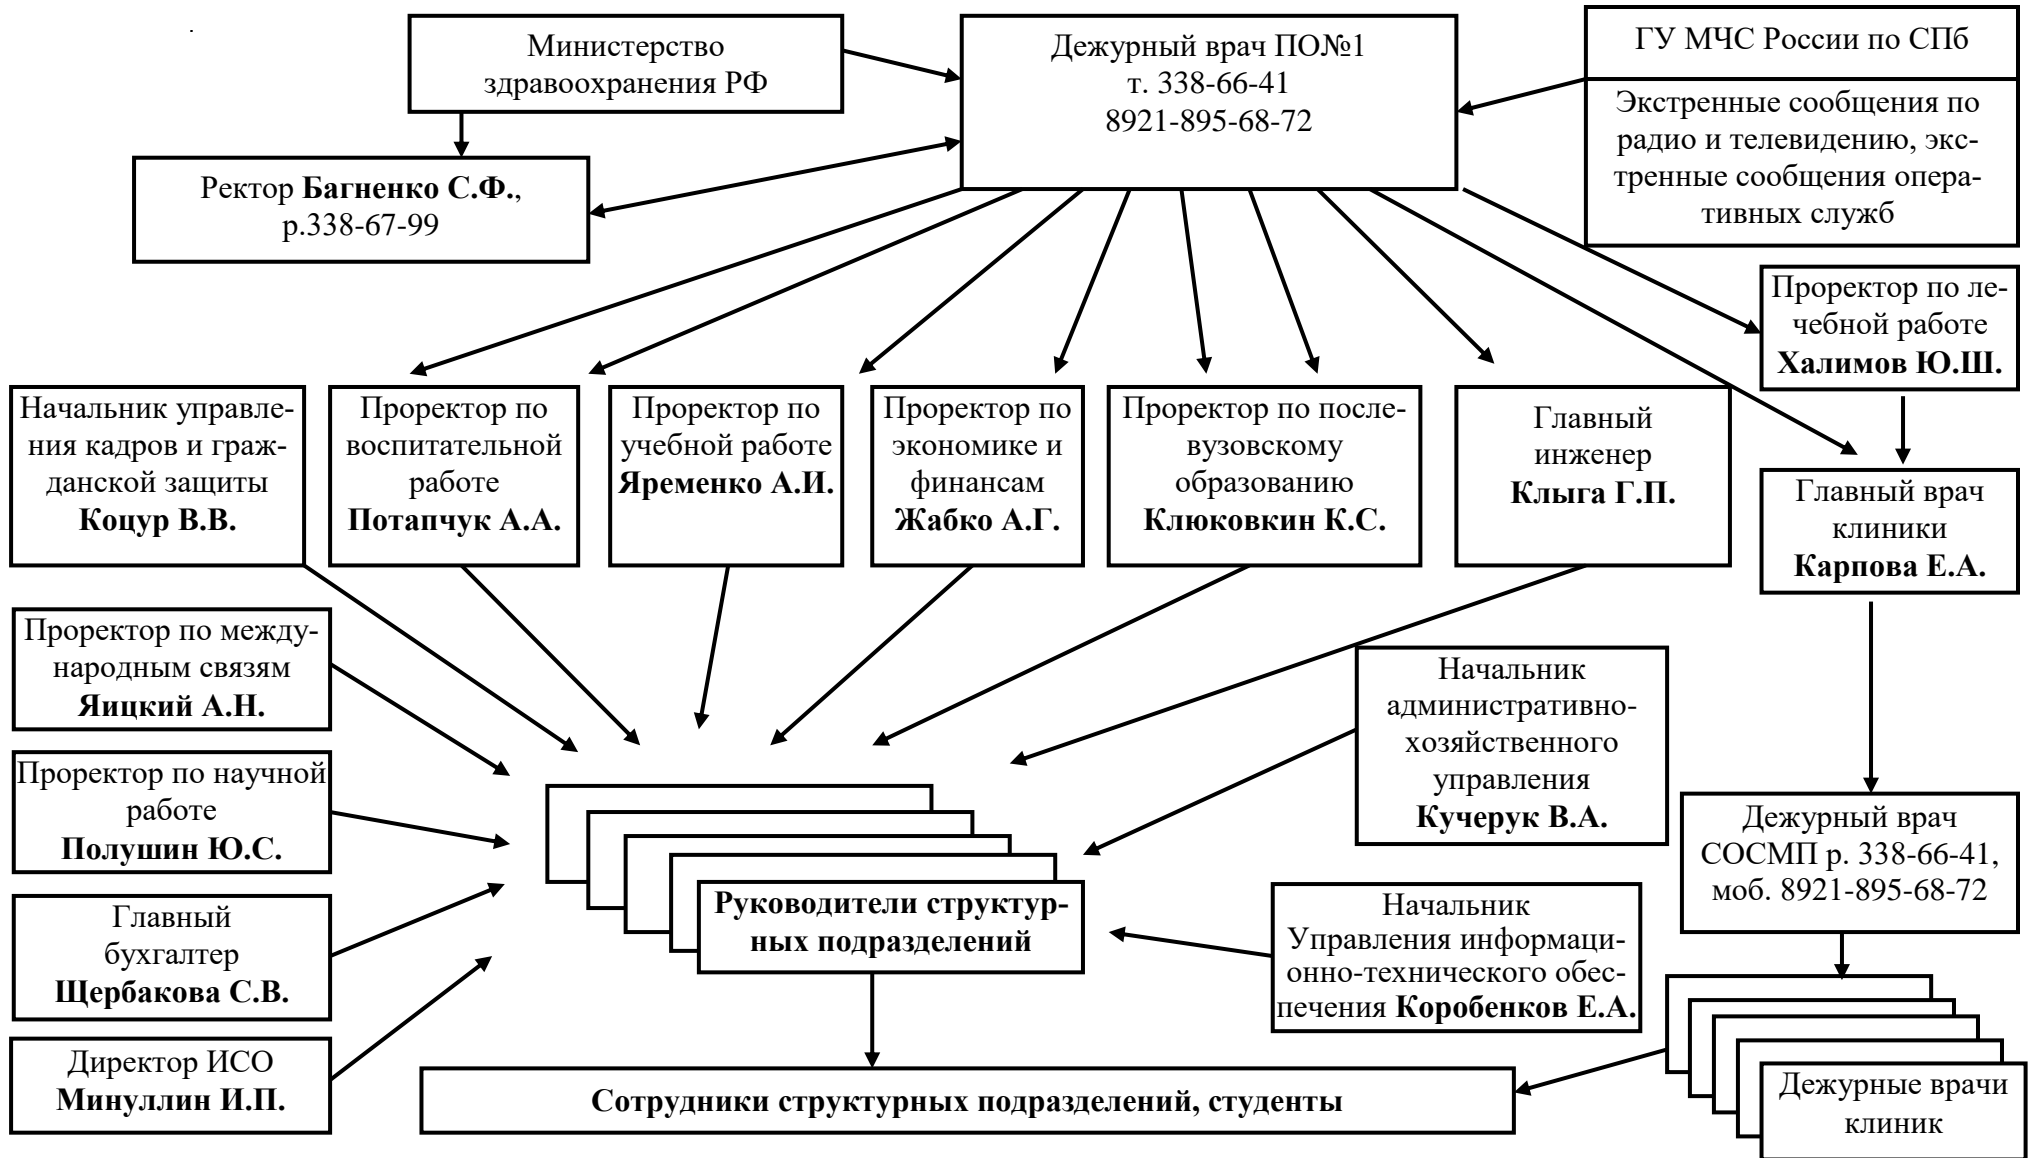 Министерство
здравоохранения РФ
Дежурный врач ПО№1
т. 338-66-41
8921-895-68-72
ГУ МЧС России по СПб
Экстренные сообщения по
радио и телевидению, экс-
тренные сообщения опера-
тивных служб
Ректор Багненко С.Ф.,
р.338-67-99
Проректор по ле-
чебной работе
Халимов Ю.Ш.
Начальник управле-
ния кадров и граж-
данской защиты
Коцур В.В.
Проректор по
воспитательной
работе
Потапчук А.А.
Проректор по
учебной работе
Яременко А.И.
Проректор по
экономике и
финансам
Жабко А.Г.
Проректор по после-
вузовскому
образованию
Клюковкин К.С.
Главный
инженер
Клыга Г.П.
Главный врач
клиники
Карпова Е.А.
Проректор по между-
народным связям
Яицкий А.Н.
Начальник
административно-
хозяйственного
управления
Кучерук В.А.
Проректор по научной
работе
Полушин Ю.С.
Дежурный врач
СОСМП р. 338-66-41,
моб. 8921-895-68-72
Главный
бухгалтер
Щербакова С.В.
Руководители структур-
ных подразделений
Начальник
Управления информаци-
онно-технического обес-
печения Коробенков Е.А.
Директор ИСО
Минуллин И.П.
Сотрудники структурных подразделений, студенты
Дежурные врачи
клиник